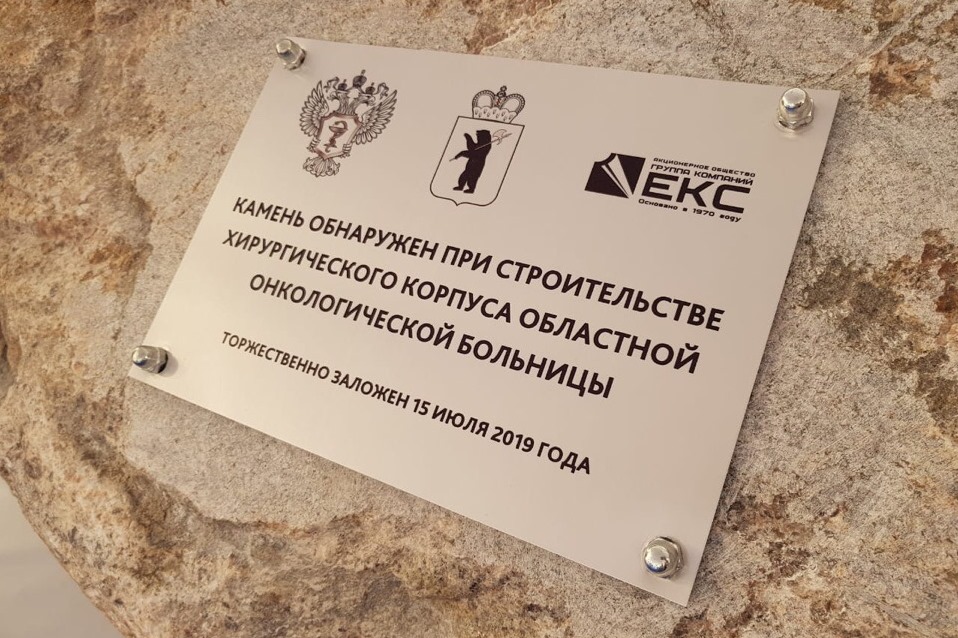 АКЦИОНЕРНОЕ ОБЩЕСТВО
ГРУППА КОМПАНИЙ
ЕКС
Основано в 1970 году
КАМЕНЬ ОБНАРУЖЕН ПРИ СТРОИТЕЛЬСТВЕ
ХИРУРГИЧЕСКОГО КОРПУСА ОБЛАСТНОЙ
ОНКОЛОГИЧЕСКОЙ БОЛЬНИЦЫ
ТОРЖЕСТВЕННО ЗАЛОЖЕН 15 ИЮЛЯ 2019 ГОДА